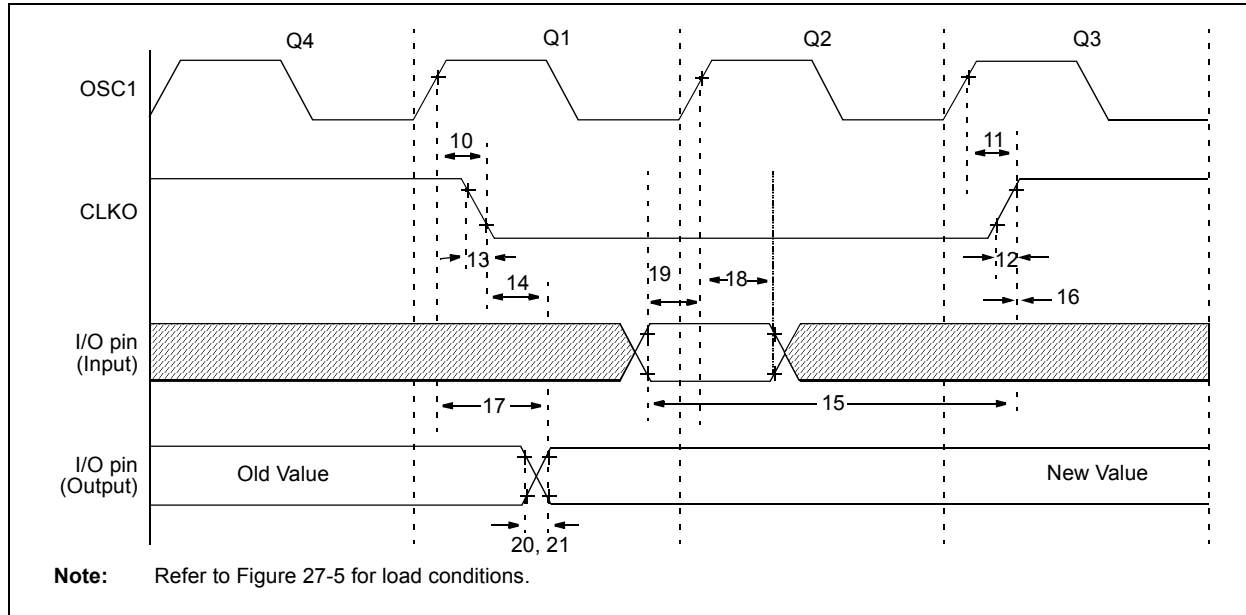 Q4 Q1 Q2 Q3
OSC1
10 11
CLKO
13 12
14 19 18 16
I/O pin
(Input)
17 15
I/O pin
(Output)
Old Value New Value
20, 21
Note: Refer to Figure 27-5 for load conditions.